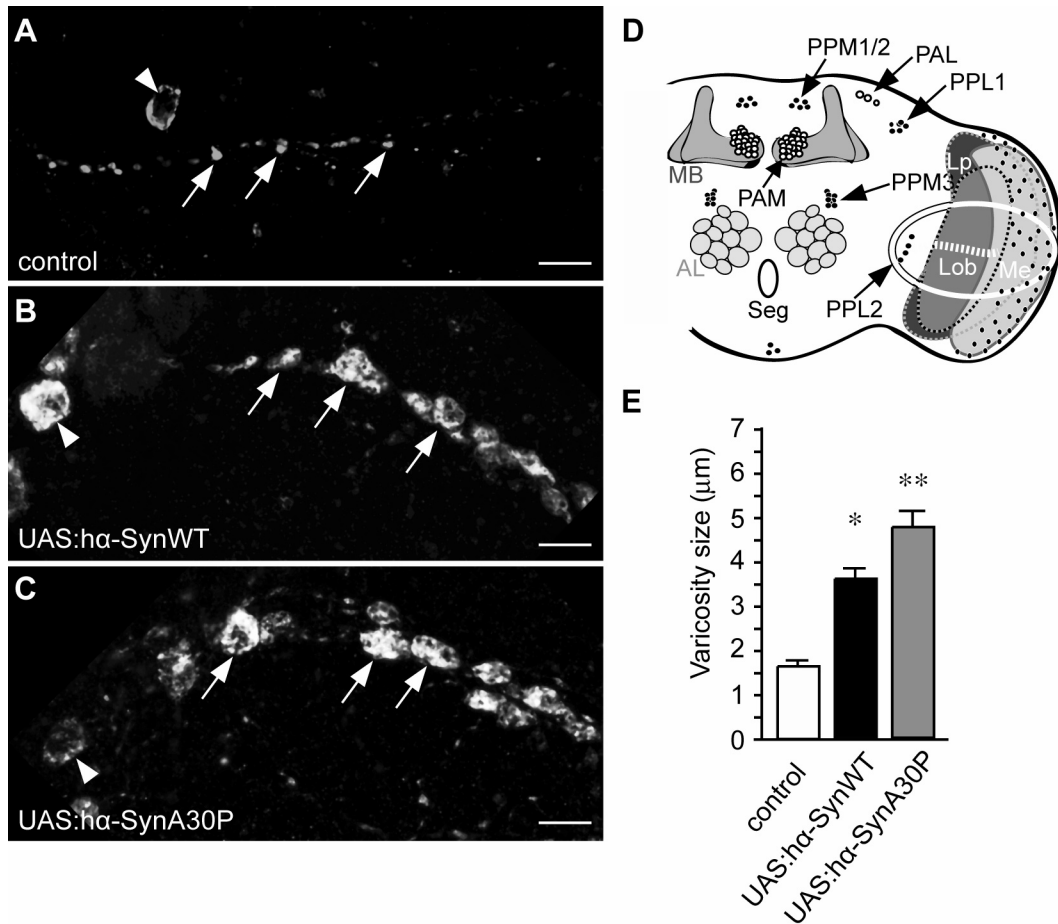 A
control
B
UAS:hα-SynWT
C
UAS:hα-SynA30P
D
PPM1/2
PAL
PPL1
MB
PAM
PPM3
Lp
AL
Lob
Me
PPL2
Seg
E
Varicosity size (μm)
7
6
5
4
3
2
1
0
*
**
control
UAS:hα-SynWT
UAS:hα-SynA30P